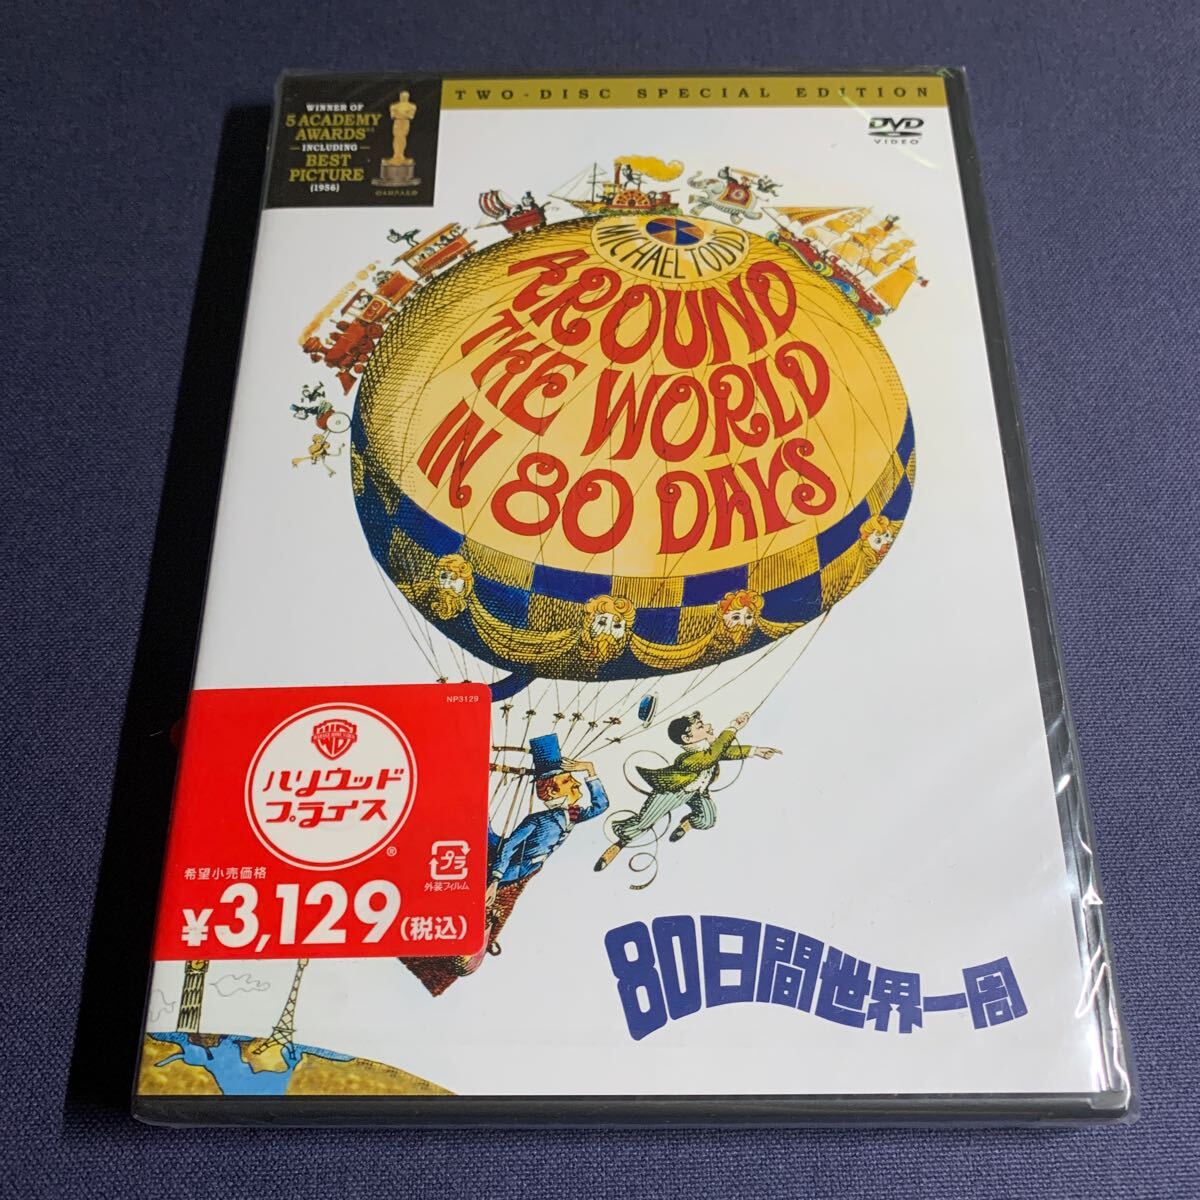 TWO-DISC SPECIAL EDITION
WINNER OF
5 ACADEMY
AWARDS
INCLUDING
BEST
PICTURE
(1956)
©A.M.P.A.S.®
DVD
VIDEO
MICHAEL TODD'S
AROUND
THE WORLD
IN 80 DAYS
NP3129
ハリウッド
プライス
®
希望小売価格
¥3,129(税込)
プラ
外装フィルム
80日間世界一周